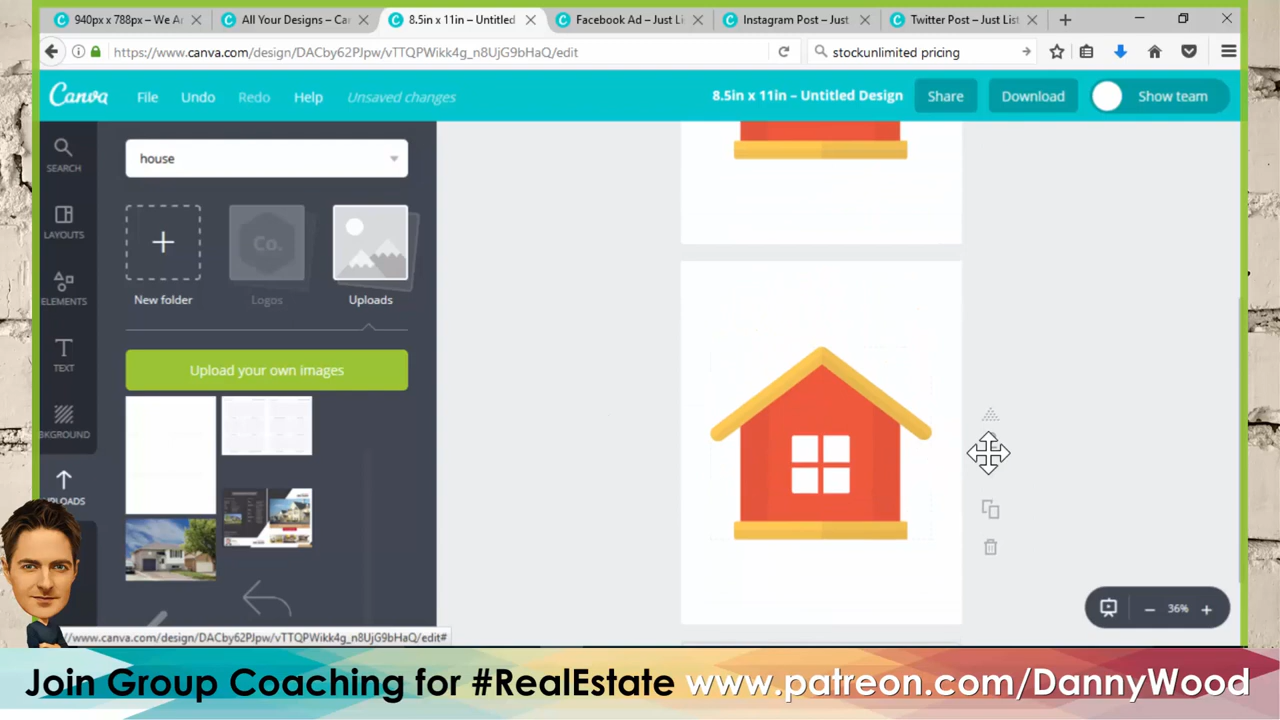 940px x 788px – We Ar
All Your Designs – Can
8.5in x 11in – Untitled
Facebook Ad – Just Li
Instagram Post – Just
Twitter Post – Just List
https://www.canva.com/design/DACby62PJpw/vTTQPWikk4g_n8UjG9bHaQ/edit
stockunlimited pricing
Canva
File
Undo
Redo
Help
Unsaved changes
8.5in x 11in – Untitled Design
Share
Download
Show team
SEARCH
LAYOUTS
ELEMENTS
TEXT
BKGROUND
UPLOADS
house
Co.
New folder
Logos
Uploads
Upload your own images
36%
//www.canva.com/design/DACby62PJpw/vTTQPWikk4g_n8UjG9bHaQ/edit#
Join Group Coaching for #RealEstate www.patreon.com/DannyWood